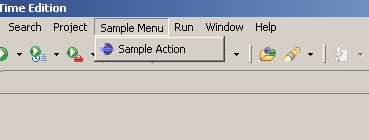 Time Edition
Search Project Sample Menu Run Window Help
Sample Action